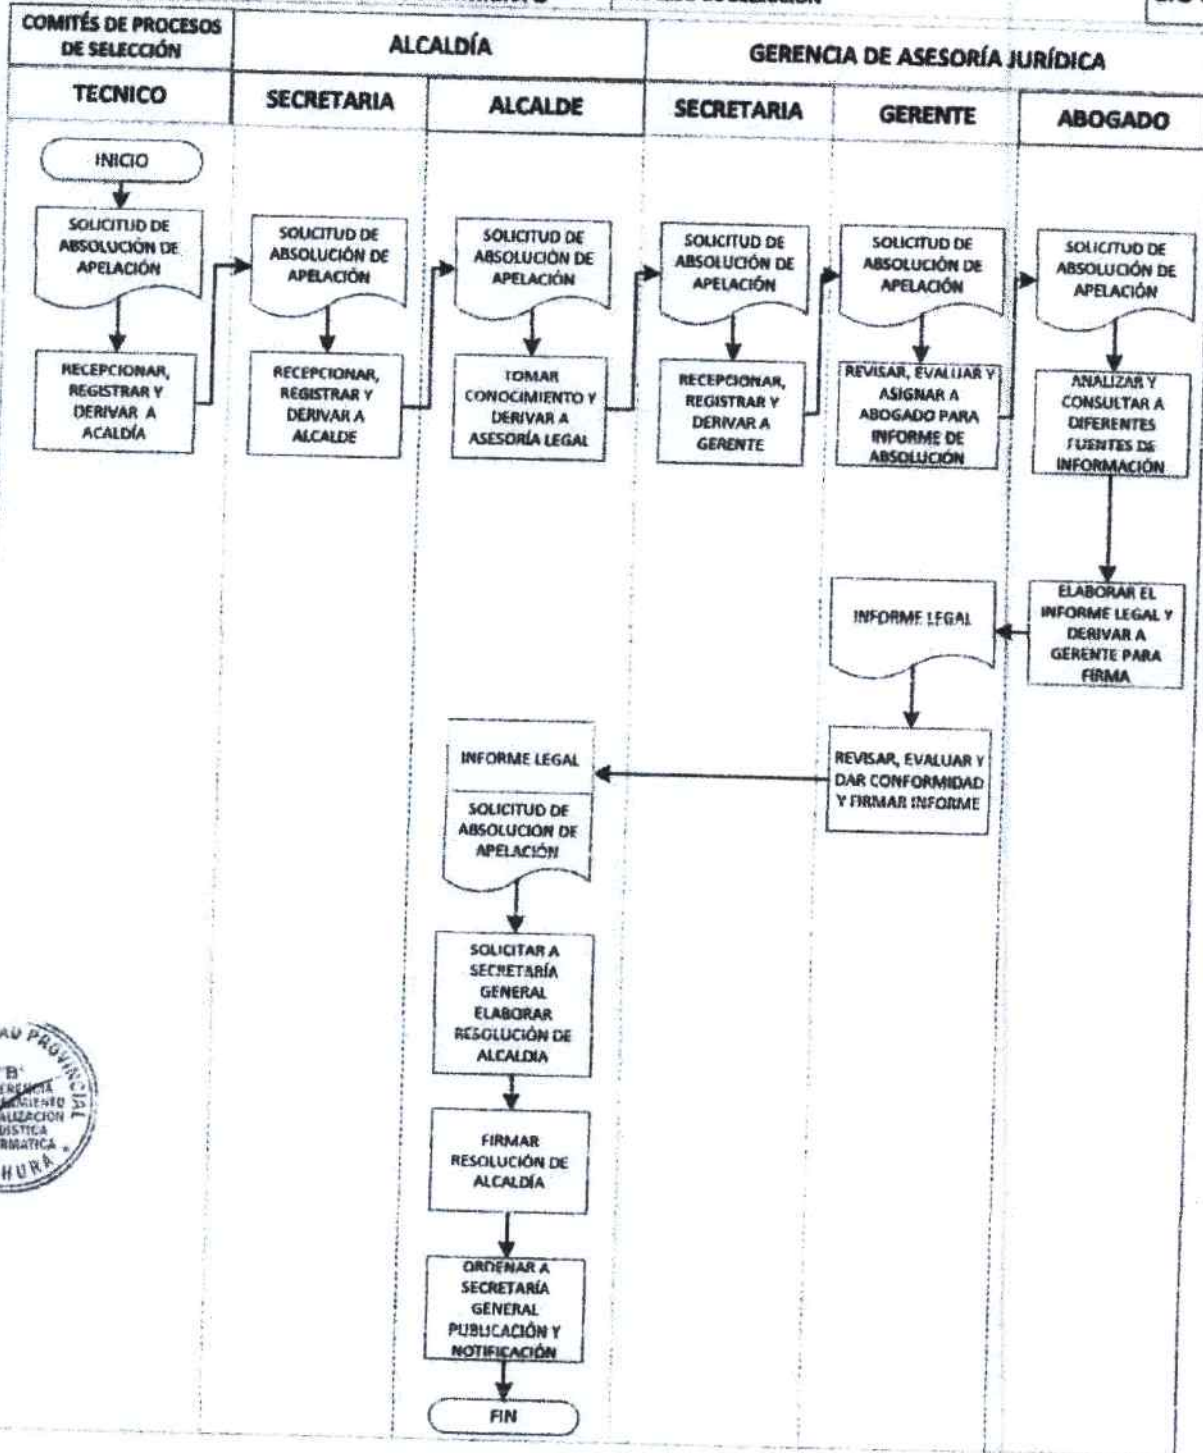 COMITÉS DE PROCESOS
DE SELECCIÓN
ALCALDÍA
GERENCIA DE ASESORÍA JURÍDICA
TECNICO
SECRETARIA
ALCALDE
SECRETARIA
GERENTE
ABOGADO
INICIO
SOLICITUD DE
ABSOLUCIÓN DE
APELACIÓN
SOLICITUD DE
ABSOLUCIÓN DE
APELACIÓN
SOLICITUD DE
ABSOLUCIÓN DE
APELACIÓN
SOLICITUD DE
ABSOLUCIÓN DE
APELACIÓN
SOLICITUD DE
ABSOLUCIÓN DE
APELACIÓN
SOLICITUD DE
ABSOLUCIÓN DE
APELACIÓN
RECEPCIONAR,
REGISTRAR Y
DERIVAR A
ACALDÍA
RECEPCIONAR,
REGISTRAR Y
DERIVAR A
ALCALDE
TOMAR
CONOCIMIENTO Y
DERIVAR A
ASESORÍA LEGAL
RECEPCIONAR,
REGISTRAR Y
DERIVAR A
GERENTE
REVISAR, EVALUAR Y
ASIGNAR A
ABOGADO PARA
INFORME DE
ABSOLUCIÓN
ANALIZAR Y
CONSULTAR A
DIFERENTES
FUENTES DE
INFORMACIÓN
ELABORAR EL
INFORME LEGAL Y
DERIVAR A
GERENTE PARA
FIRMA
INFORME LEGAL
REVISAR, EVALUAR Y
DAR CONFORMIDAD
Y FIRMAR INFORME
INFORME LEGAL
SOLICITUD DE
ABSOLUCIÓN DE
APELACIÓN
SOLICITAR A
SECRETARÍA
GENERAL
ELABORAR
RESOLUCIÓN DE
ALCALDIA
FIRMAR
RESOLUCIÓN DE
ALCALDÍA
ORDENAR A
SECRETARÍA
GENERAL
PUBLICACIÓN Y
NOTIFICACIÓN
FIN
PROVINCIAL